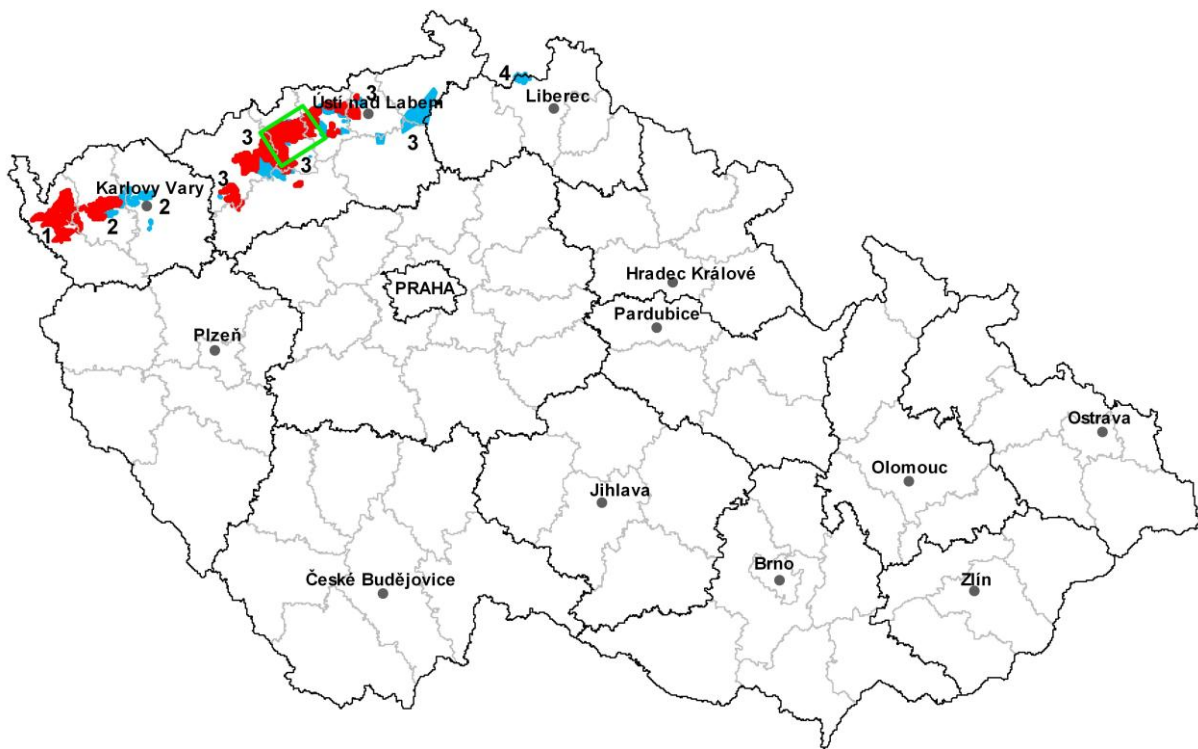 4
3
Liberec
Ústí nad Labem
3
3
3
3
Karlovy Vary
2
2
1
Hradec Králové
PRAHA
Pardubice
Plzeň
Ostrava
Olomouc
Jihlava
Brno
České Budějovice
Zlín